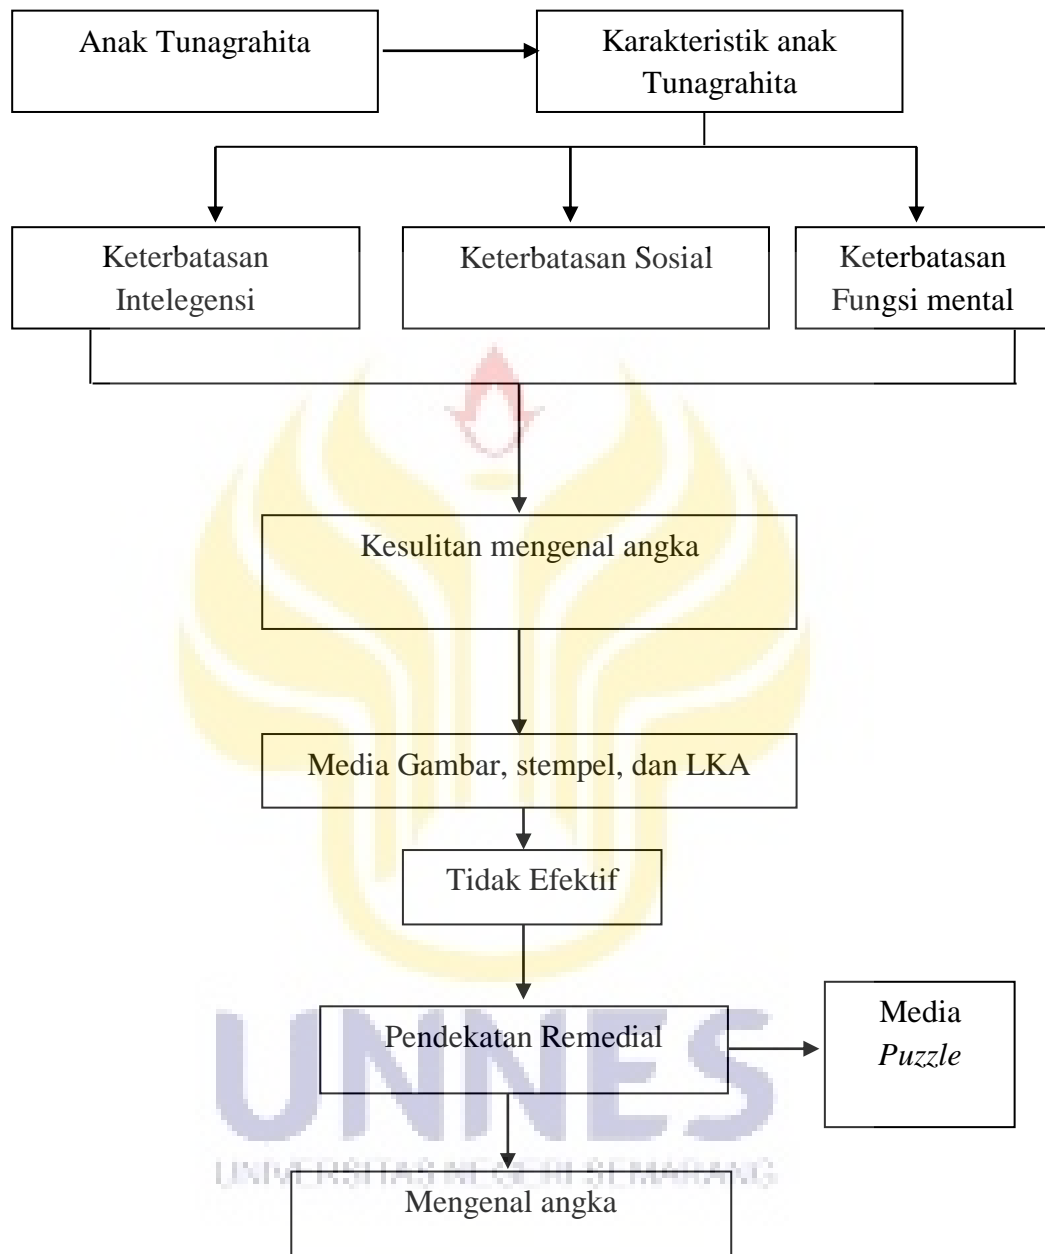 Anak Tunagrahita
Karakteristik anak
Tunagrahita
Keterbatasan
Intelegensi
Keterbatasan Sosial
Keterbatasan
Fungsi mental
Kesulitan mengenal angka
Media Gambar, stempel, dan LKA
Tidak Efektif
Pendekatan Remedial
Media
Puzzle
UNNES
UNIVERSITAS NEGERI SEMARANG
Mengenal angka